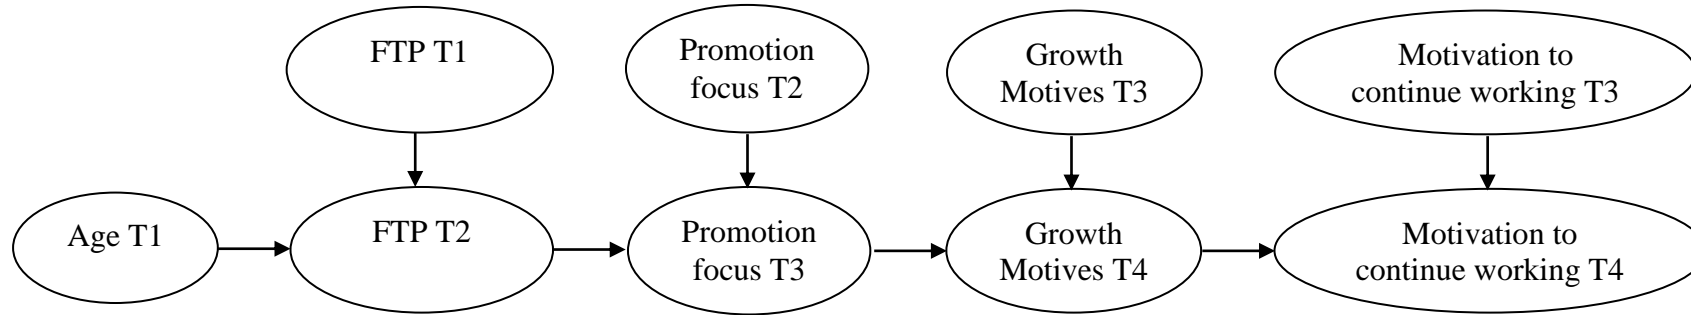 FTP T1
Promotion
focus T2
Growth
Motives T3
Motivation to
continue working T3
Age T1
FTP T2
Promotion
focus T3
Growth
Motives T4
Motivation to
continue working T4